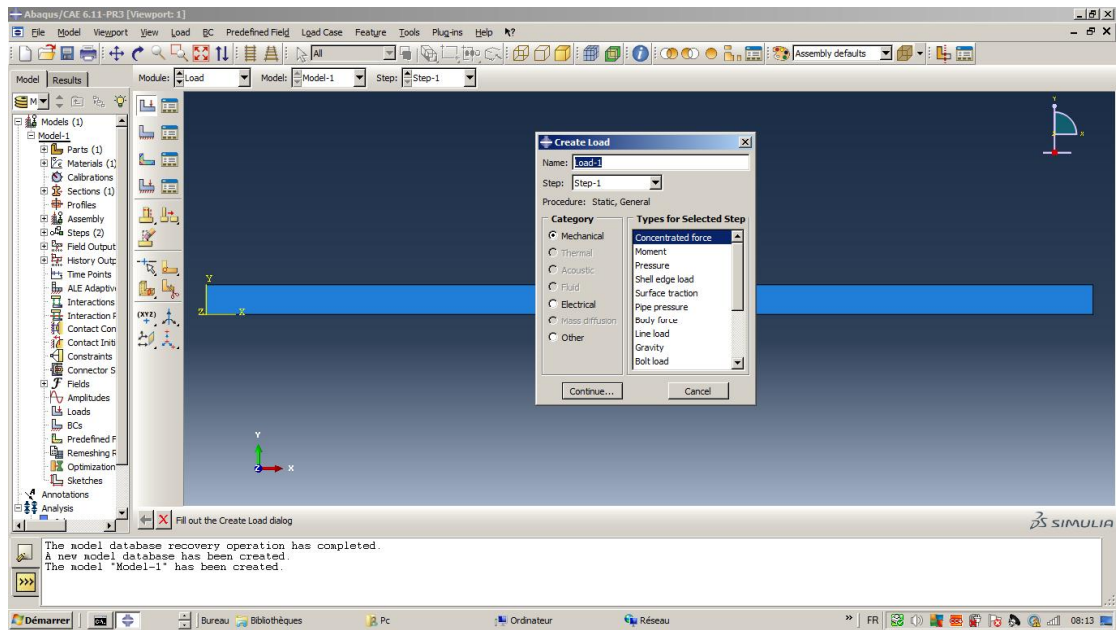 Abaqus/CAE 6.11-PR3 [Viewport: 1]
File Model Viewport View Load BC Predefined Field Load Case Feature Tools Plug-ins Help
All
Assembly defaults
Model Results
Module: Load Model: Model-1 Step: Step-1
M
Models (1)
Model-1
Parts (1)
Materials (1)
Calibrations
Sections (1)
Profiles
Assembly
Steps (2)
Field Output
History Outp
Time Points
ALE Adaptiv
Interactions
Interaction P
Contact Con
Contact Initi
Constraints
Connector S
Fields
Amplitudes
Loads
BCs
Predefined F
Remeshing R
Optimization
Sketches
Annotations
Analysis
(XYZ)
Y
X
Y
Z X
Y
Z X
Create Load
Name: Load-1
Step: Step-1
Procedure: Static, General
Category
Mechanical
Thermal
Acoustic
Fluid
Electrical
Mass diffusion
Other
Types for Selected Step
Concentrated force
Moment
Pressure
Shell edge load
Surface traction
Pipe pressure
Body force
Line load
Gravity
Bolt load
Continue... Cancel
Fill out the Create Load dialog
SIMULIA
The model database recovery operation has completed.
A new model database has been created.
The model "Model-1" has been created.
>>>
Démarrer Bureau Bibliothèques Pc Ordinateur Réseau » FR 08:13